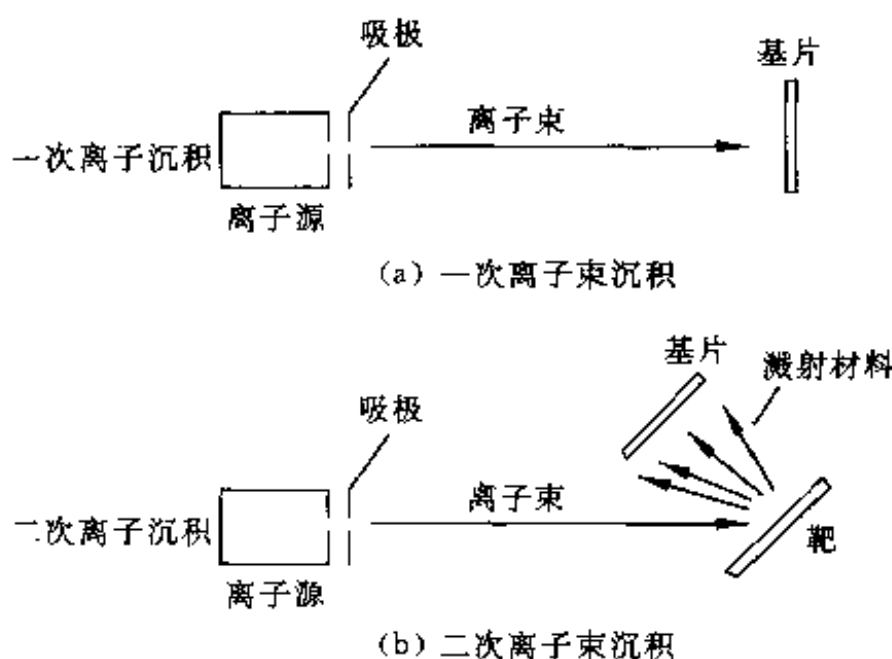 吸极
基片
离子束
一次离子沉积
离子源
（a）一次离子束沉积
基片
溅射材料
吸极
离子束
二次离子沉积
靶
离子源
（b）二次离子束沉积